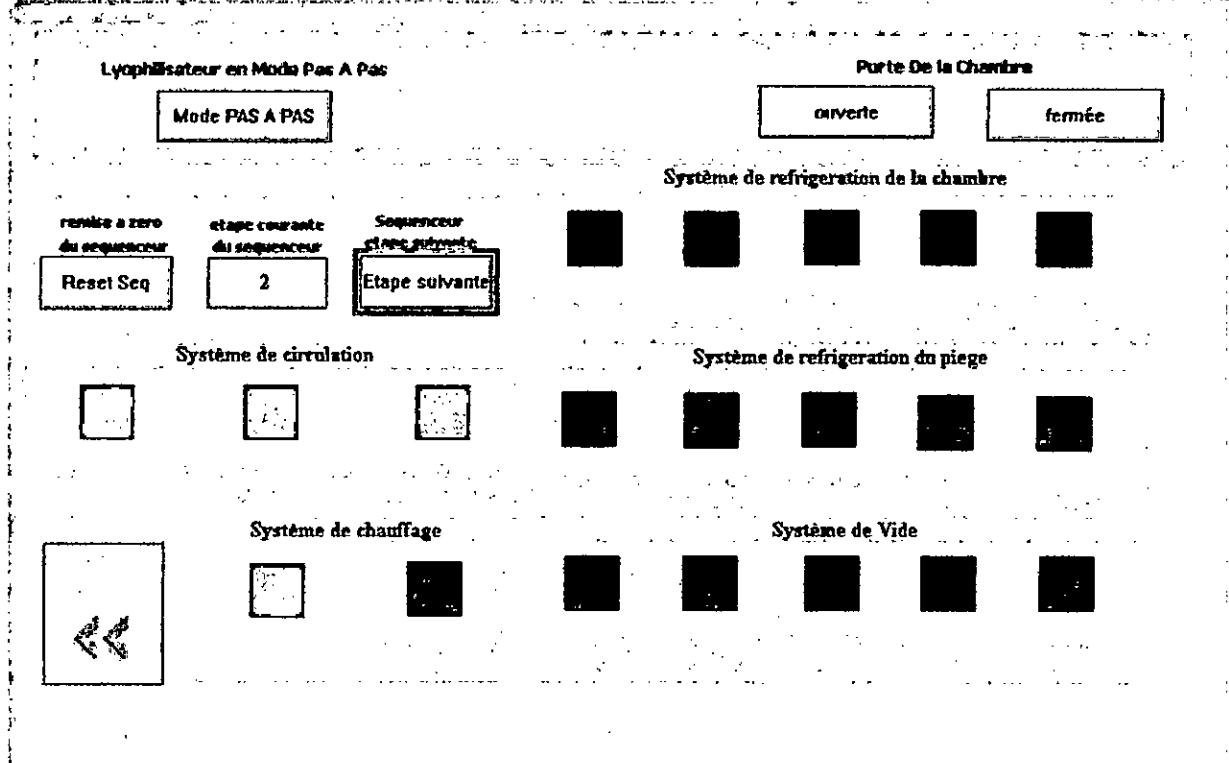 Lyophilisateur en Mode Pas A Pas
Mode PAS A PAS
Porte De la Chambre
ouverte
fermée
Système de refrigeration de la chambre
remise a zero
du sequenceur
Reset Seq
etape courante
du sequenceur
2
Sequenceur
etape suivante
Etape suivante
Système de circulation
Système de refrigeration du piege
Système de chauffage
Système de Vide
<<